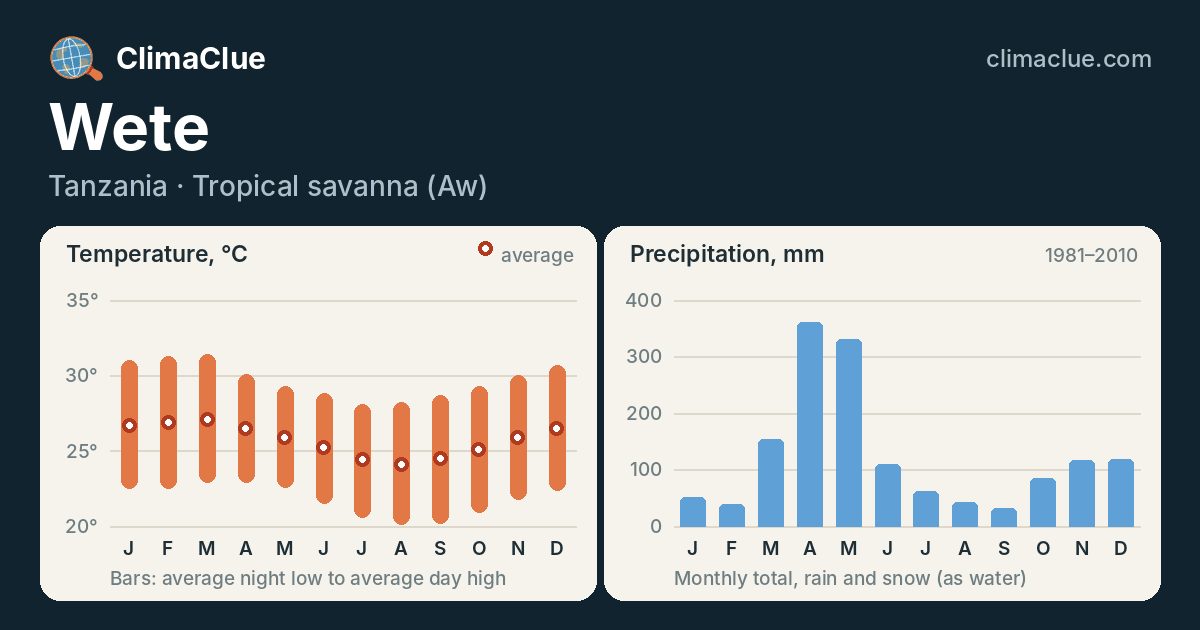 ClimaClue
climaclue.com
Wete
Tanzania · Tropical savanna (Aw)
Temperature, °C
average
35°
30°
25°
20°
J F M A M J J A S O N D
Bars: average night low to average day high
Precipitation, mm
1981–2010
400
300
200
100
0
J F M A M J J A S O N D
Monthly total, rain and snow (as water)